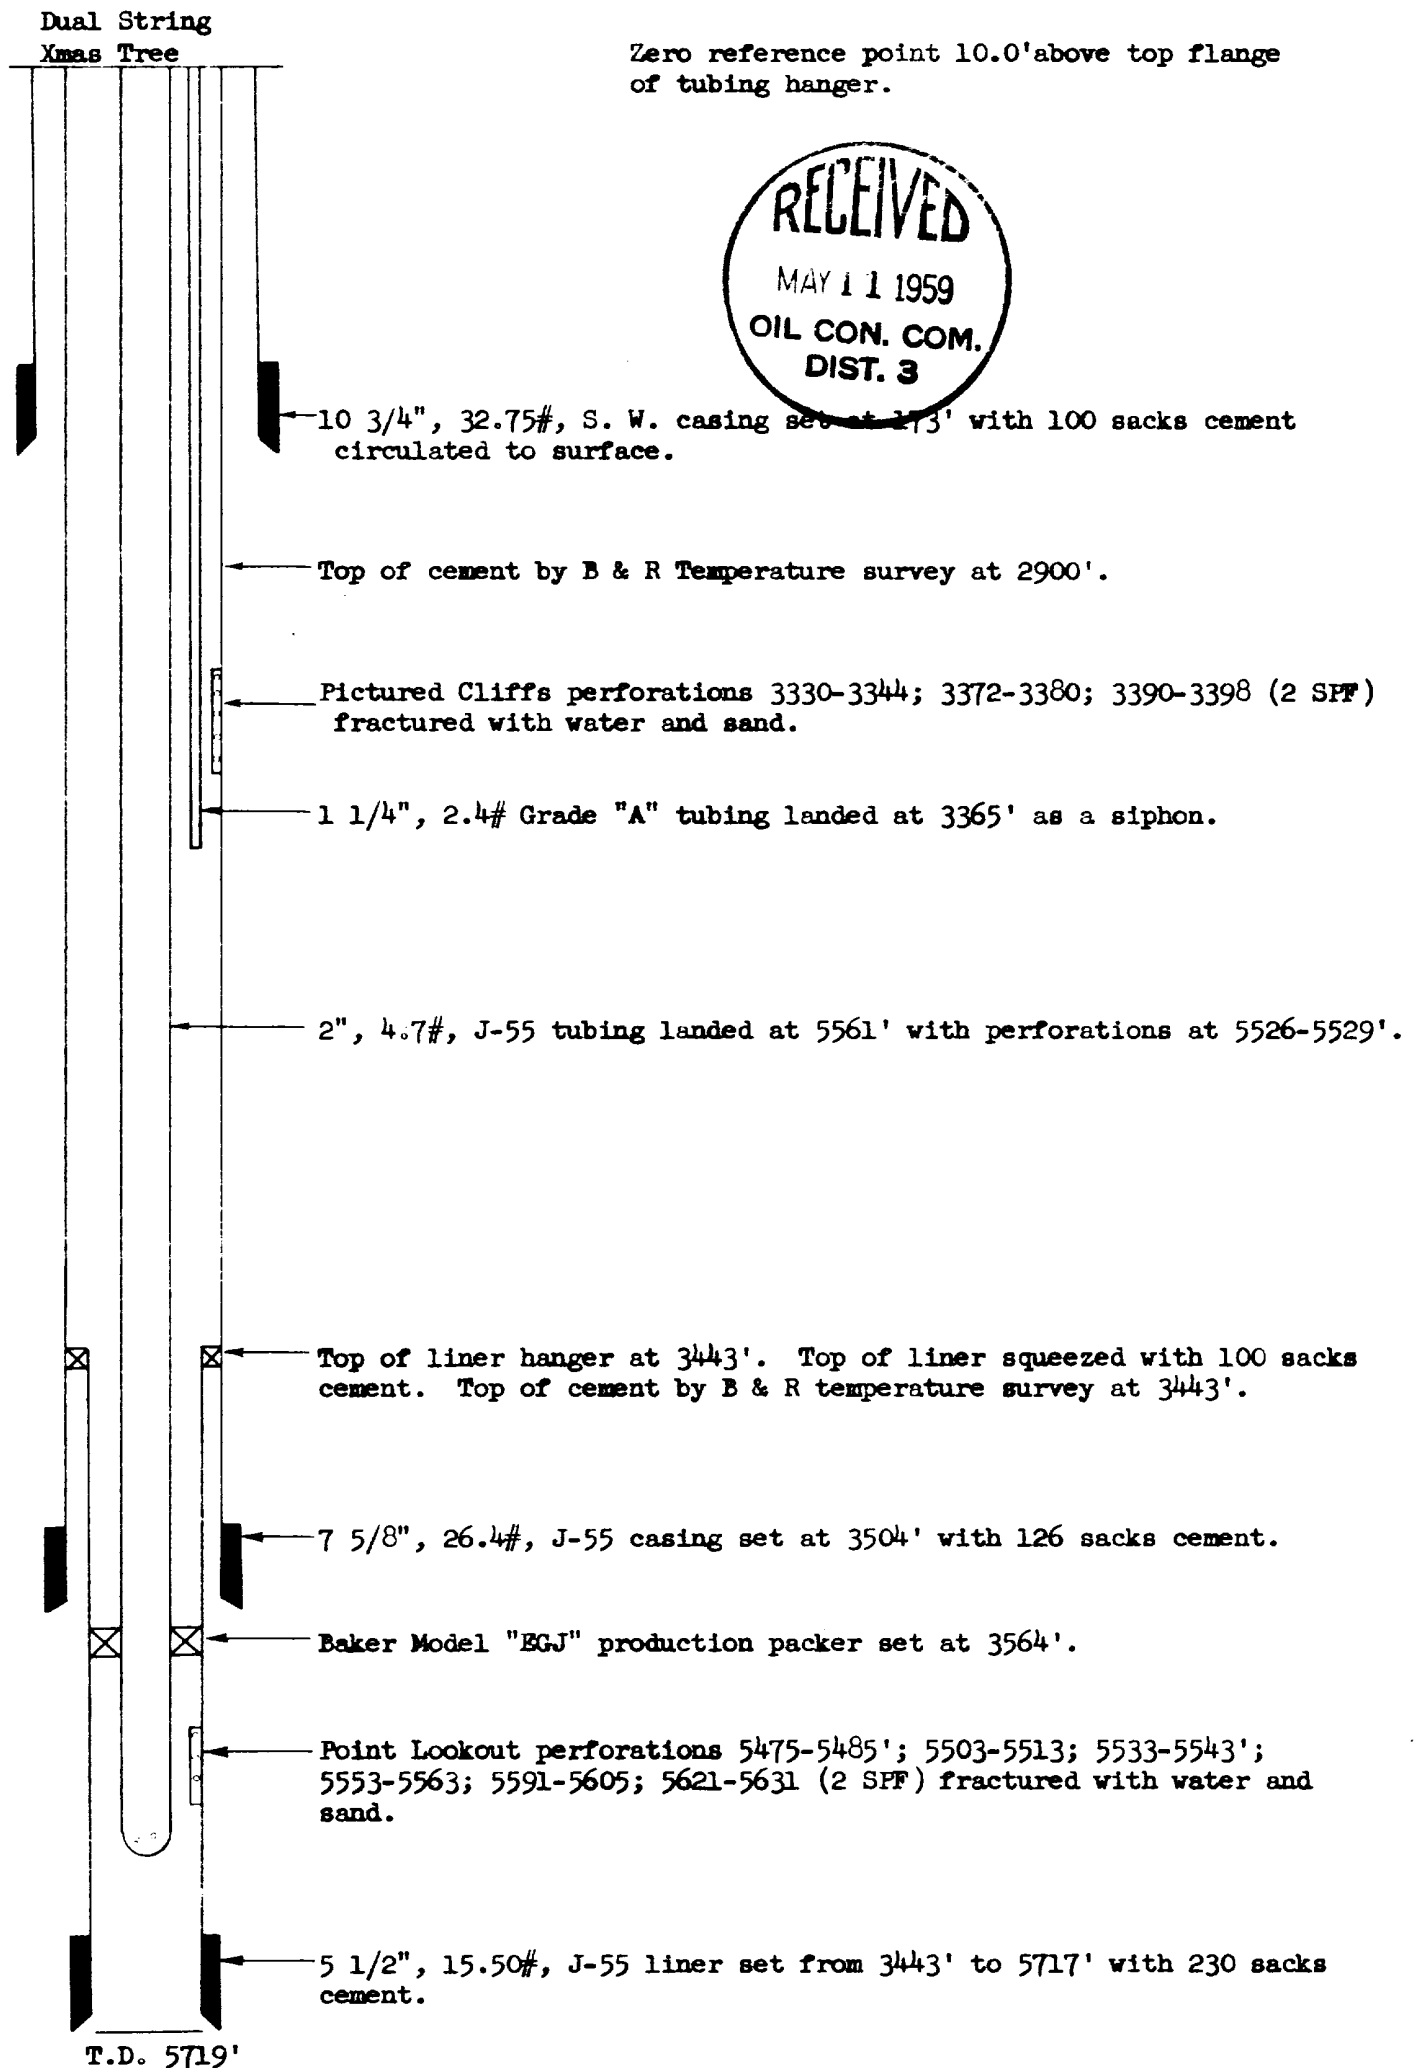 Dual String
Xmas Tree
Zero reference point 10.0'above top flange
of tubing hanger.
RECEIVED
MAY 11 1959
OIL CON. COM.
DIST. 3
10 3/4", 32.75#, S. W. casing set at 173' with 100 sacks cement
circulated to surface.
Top of cement by B & R Temperature survey at 2900'.
Pictured Cliffs perforations 3330-3344; 3372-3380; 3390-3398 (2 SPF)
fractured with water and sand.
1 1/4", 2.4# Grade "A" tubing landed at 3365' as a siphon.
2", 4.7#, J-55 tubing landed at 5561' with perforations at 5526-5529'.
Top of liner hanger at 3443'. Top of liner squeezed with 100 sacks
cement. Top of cement by B & R temperature survey at 3443'.
7 5/8", 26.4#, J-55 casing set at 3504' with 126 sacks cement.
Baker Model "EGJ" production packer set at 3564'.
Point Lookout perforations 5475-5485'; 5503-5513; 5533-5543';
5553-5563; 5591-5605; 5621-5631 (2 SPF) fractured with water and
sand.
5 1/2", 15.50#, J-55 liner set from 3443' to 5717' with 230 sacks
cement.
T.D. 5719'